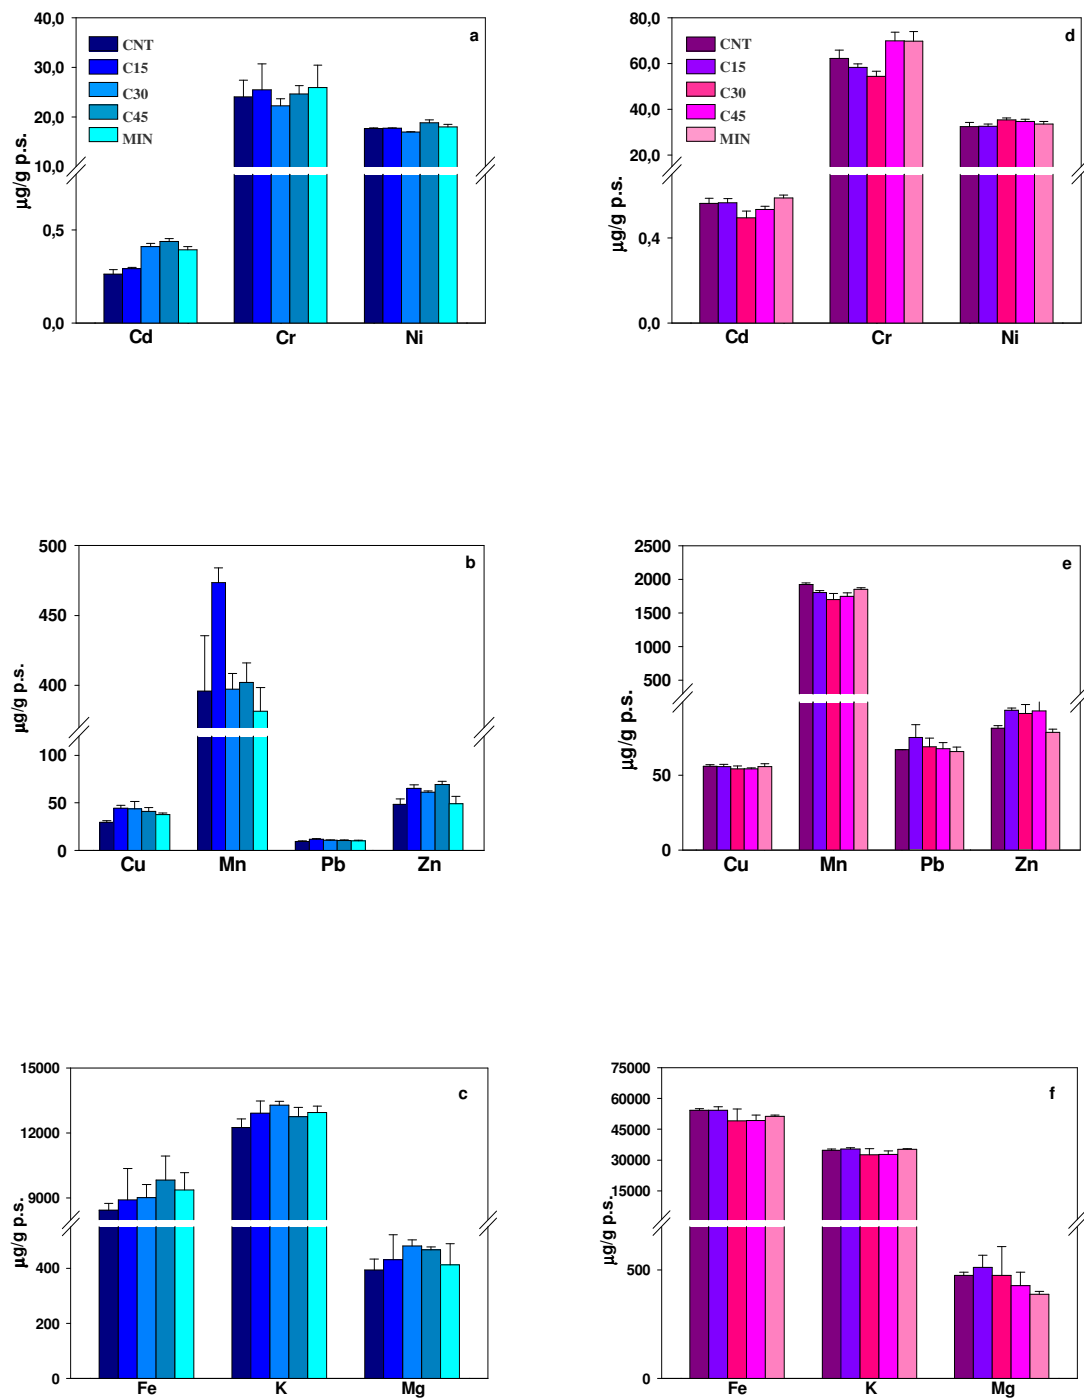 40,0
30,0
20,0
10,0
0,5
0,0
µg/g p.s.
a
CNT
C15
C30
C45
MIN
Cd Cr Ni
80,0
60,0
40,0
20,0
0,4
0,0
µg/g p.s.
d
CNT
C15
C30
C45
MIN
Cd Cr Ni
500
450
400
100
50
0
µg/g p.s.
b
Cu Mn Pb Zn
2500
2000
1500
1000
500
50
0
µg/g p.s.
e
Cu Mn Pb Zn
15000
12000
9000
400
200
0
µg/g p.s.
c
Fe K Mg
75000
60000
45000
30000
15000
500
0
µg/g p.s.
f
Fe K Mg